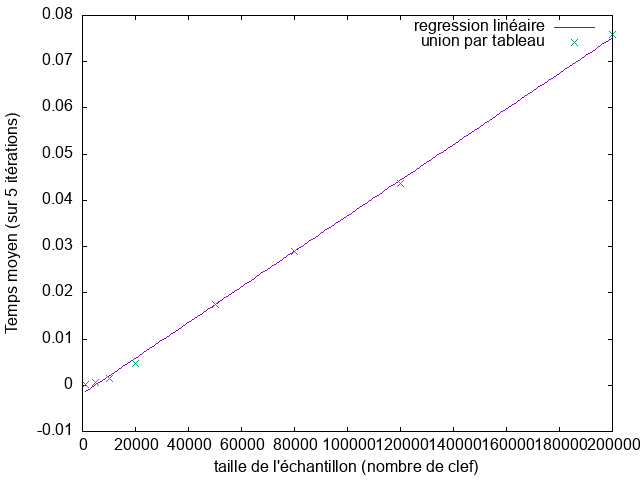 0.08
0.07
0.06
0.05
0.04
0.03
0.02
0.01
0
-0.01
Temps moyen (sur 5 itérations)
regression linéaire
union par tableau
0 20000 40000 60000 80000 100000 120000 140000 160000 180000 200000
taille de l'échantillon (nombre de clef)